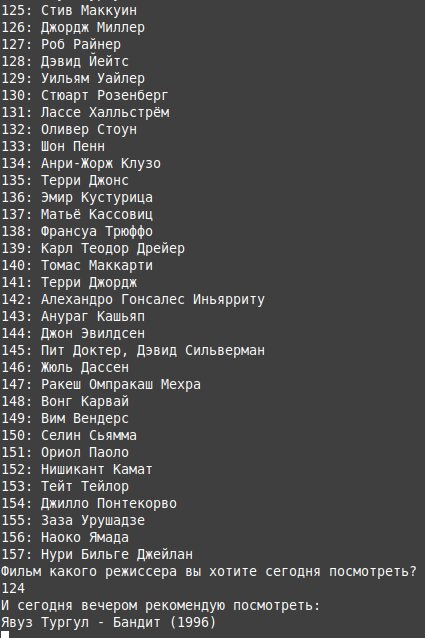 125: Стив Маккуин
126: Джордж Миллер
127: Роб Райнер
128: Дэвид Йейтс
129: Уильям Уайлер
130: Стюарт Розенберг
131: Лассе Халльстрём
132: Оливер Стоун
133: Шон Пенн
134: Анри-Жорж Клузо
135: Терри Джонс
136: Эмир Кустурица
137: Матьё Кассовиц
138: Франсуа Трюффо
139: Карл Теодор Дрейер
140: Томас Маккарти
141: Терри Джордж
142: Алехандро Гонсалес Иньярриту
143: Анураг Кашьяп
144: Джон Эвилдсен
145: Пит Доктер, Дэвид Сильверман
146: Жюль Дассен
147: Ракеш Омпракаш Мехра
148: Вонг Карвай
149: Вим Вендерс
150: Селин Сьямма
151: Ориол Паоло
152: Нишикант Камат
153: Тейт Тейлор
154: Джилло Понтекорво
155: Заза Урушадзе
156: Наоко Ямада
157: Нури Бильге Джейлан
Фильм какого режиссера вы хотите сегодня посмотреть?
124
И сегодня вечером рекомендую посмотреть:
Явуз Тургул - Бандит (1996)